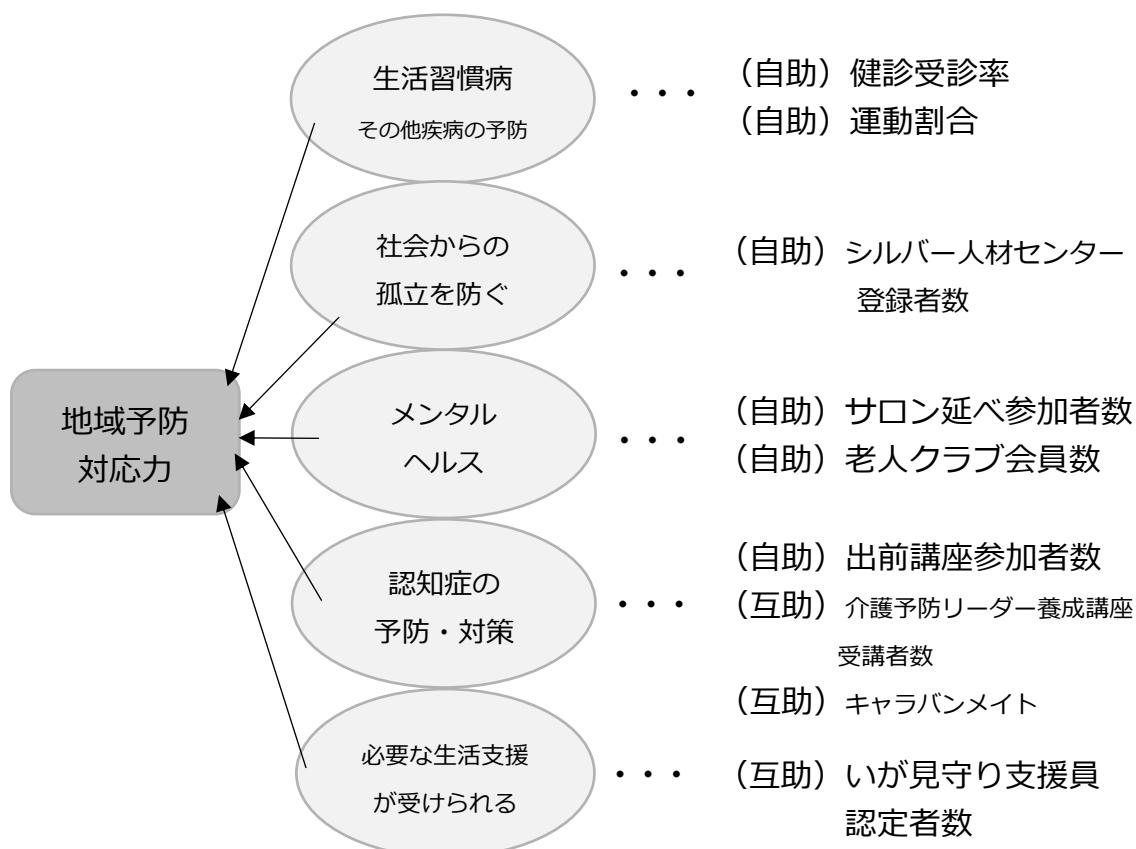 生活習慣病
その他疾病の予防
・・・
（自助）健診受診率
（自助）運動割合
社会からの
孤立を防ぐ
・・・
（自助）シルバー人材センター
登録者数
地域予防
対応力
メンタル
ヘルス
・・・
（自助）サロン延べ参加者数
（自助）老人クラブ会員数
認知症の
予防・対策
・・・
（自助）出前講座参加者数
（互助）介護予防リーダー養成講座
受講者数
（互助）キャラバンメイト
必要な生活支援
が受けられる
・・・
（互助）いが見守り支援員
認定者数